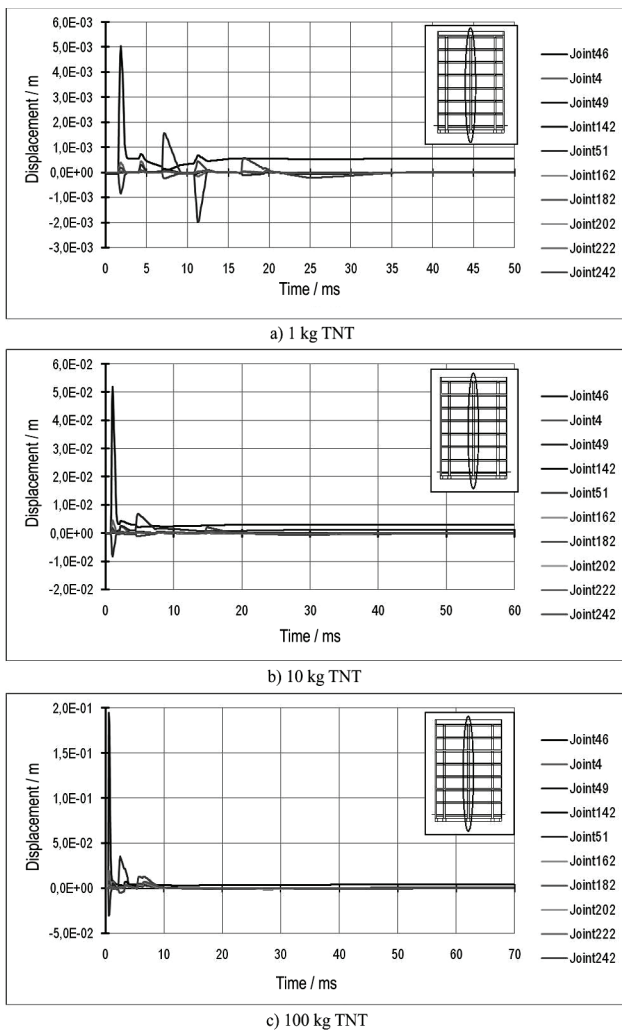 6,0E-03
5,0E-03
4,0E-03
3,0E-03
2,0E-03
1,0E-03
0,0E+00
-1,0E-03
-2,0E-03
-3,0E-03
Displacement / m
0 5 10 15 20 25 30 35 40 45 50
Time / ms
Joint46
Joint4
Joint49
Joint142
Joint51
Joint162
Joint182
Joint202
Joint222
Joint242
a) 1 kg TNT
6,0E-02
5,0E-02
4,0E-02
3,0E-02
2,0E-02
1,0E-02
0,0E+00
-1,0E-02
-2,0E-02
Displacement / m
0 10 20 30 40 50 60
Time / ms
Joint46
Joint4
Joint49
Joint142
Joint51
Joint162
Joint182
Joint202
Joint222
Joint242
b) 10 kg TNT
2,0E-01
1,5E-01
1,0E-01
5,0E-02
0,0E+00
-5,0E-02
Displacement / m
0 10 20 30 40 50 60 70
Time / ms
Joint46
Joint4
Joint49
Joint142
Joint51
Joint162
Joint182
Joint202
Joint222
Joint242
c) 100 kg TNT